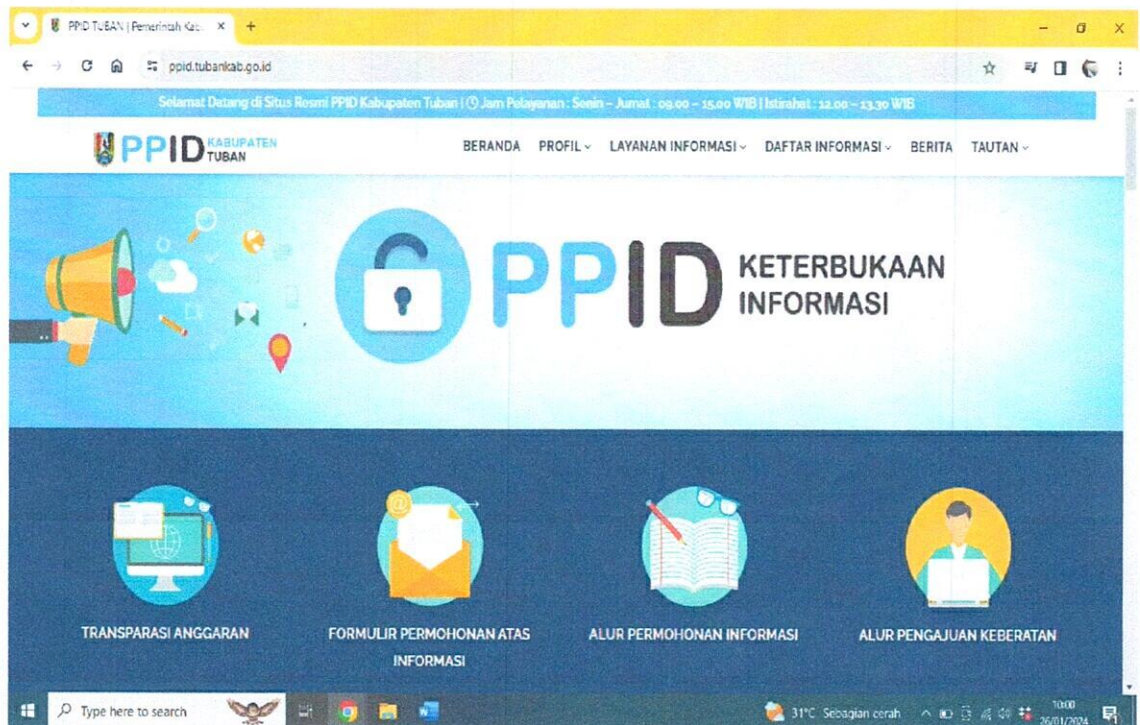 PPID TUBAN | Pemerintah Kab
ppid.tubankab.go.id
Selamat Datang di Situs Resmi PPID Kabupaten Tuban | Jam Pelayanan : Senin – Jumat : 09.00 – 15.00 WIB | Istirahat : 12.00 – 13.30 WIB
PPID KABUPATEN TUBAN
BERANDA PROFIL LAYANAN INFORMASI DAFTAR INFORMASI BERITA TAUTAN
PPID KETERBUKAAN
INFORMASI
TRANSPARASI ANGGARAN
FORMULIR PERMOHONAN ATAS
INFORMASI
ALUR PERMOHONAN INFORMASI
ALUR PENGAJUAN KEBERATAN
Type here to search
31°C Sebagian cerah
10:00
26/01/2024